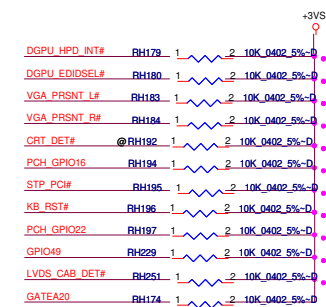 +3VS
DGPU_HPD_INT# RH179 1 2 10K_0402_5%~D
DGPU_EDIDSEL# RH180 1 2 10K_0402_5%~D
VGA_PRSNT_L# RH183 1 2 10K_0402_5%~D
VGA_PRSNT_R# RH184 1 2 10K_0402_5%~D
CRT_DET# @RH192 1 2 10K_0402_5%~D
PCH_GPIO16 RH194 1 2 10K_0402_5%~D
STP_PCI# RH195 1 2 10K_0402_5%~D
KB_RST# RH196 1 2 10K_0402_5%~D
PCH_GPIO22 RH197 1 2 10K_0402_5%~D
GPIO49 RH229 1 2 10K_0402_5%~D
LVDS_CAB_DET# RH251 1 2 10K_0402_5%~D
GATEA20 RH174 1 2 10K_0402_5%~D